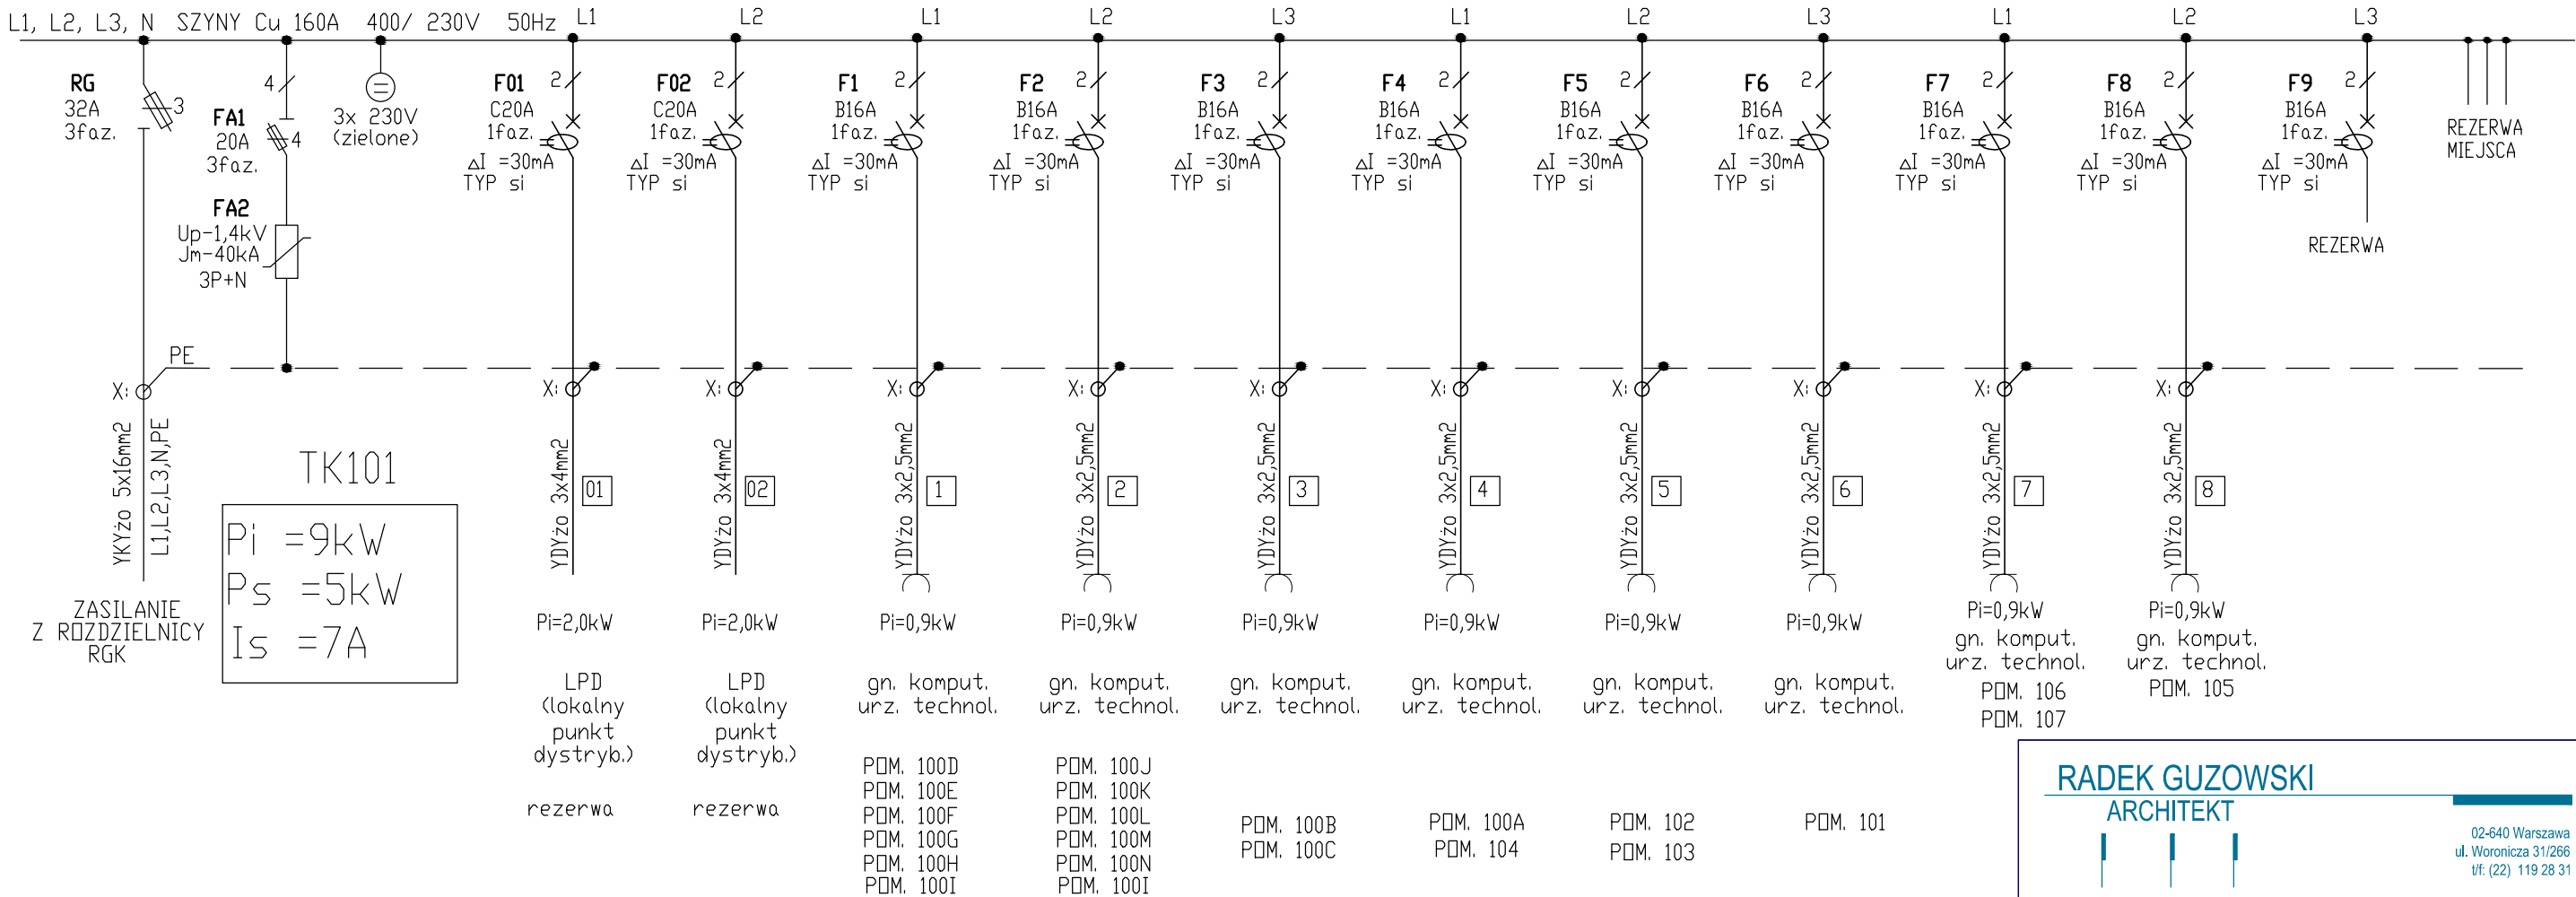 L1, L2, L3, N SZYNY Cu 160A 400/ 230V 50Hz
L1
L2
L1
L2
L3
L1
L2
L3
L1
L2
L3
RG
32A
3faz.
3
4
FA1
20A
3faz.
4
FA2
Up-1,4kV
Jm-40kA
3P+N
3x 230V
(zielone)
F01
2
C20A
1faz.
ΔI =30mA
TYP si
F02
2
C20A
1faz.
ΔI =30mA
TYP si
F1
2
B16A
1faz.
ΔI =30mA
TYP si
F2
2
B16A
1faz.
ΔI =30mA
TYP si
F3
2
B16A
1faz.
ΔI =30mA
TYP si
F4
2
B16A
1faz.
ΔI =30mA
TYP si
F5
2
B16A
1faz.
ΔI =30mA
TYP si
F6
2
B16A
1faz.
ΔI =30mA
TYP si
F7
2
B16A
1faz.
ΔI =30mA
TYP si
F8
2
B16A
1faz.
ΔI =30mA
TYP si
F9
2
B16A
1faz.
ΔI =30mA
TYP si
REZERWA
REZERWA
MIEJSCA
PE
X:
X:
X:
X:
X:
X:
X:
X:
X:
X:
X:
YKYżo 5x16mm2
L1,L2,L3,N,PE
ZASILANIE
Z ROZDZIELNICY
RGK
TK101
Pi =9kW
Ps =5kW
Is =7A
YDYżo 3x4mm2
01
Pi=2,0kW
LPD
(lokalny
punkt
dystryb.)
rezerwa
YDYżo 3x4mm2
02
Pi=2,0kW
LPD
(lokalny
punkt
dystryb.)
rezerwa
YDYżo 3x2,5mm2
1
Pi=0,9kW
gn. komput.
urz. technol.
POM. 100D
POM. 100E
POM. 100F
POM. 100G
POM. 100H
POM. 100I
YDYżo 3x2,5mm2
2
Pi=0,9kW
gn. komput.
urz. technol.
POM. 100J
POM. 100K
POM. 100L
POM. 100M
POM. 100N
POM. 100I
YDYżo 3x2,5mm2
3
Pi=0,9kW
gn. komput.
urz. technol.
POM. 100B
POM. 100C
YDYżo 3x2,5mm2
4
Pi=0,9kW
gn. komput.
urz. technol.
POM. 100A
POM. 104
YDYżo 3x2,5mm2
5
Pi=0,9kW
gn. komput.
urz. technol.
POM. 102
POM. 103
YDYżo 3x2,5mm2
6
Pi=0,9kW
gn. komput.
urz. technol.
POM. 101
YDYżo 3x2,5mm2
7
Pi=0,9kW
gn. komput.
urz. technol.
POM. 106
POM. 107
YDYżo 3x2,5mm2
8
Pi=0,9kW
gn. komput.
urz. technol.
POM. 105
RADEK GUZOWSKI
ARCHITEKT
02-640 Warszawa
ul. Woronicza 31/266
t/f: (22) 119 28 31